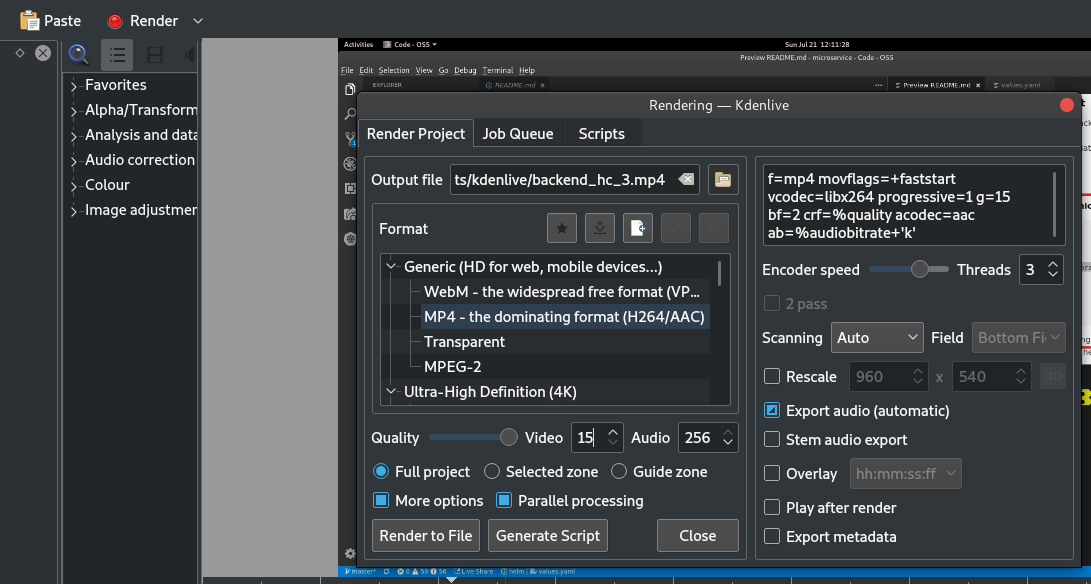 Paste
Render
Activities Code - OSS Sun Jul 21 12:11:28
Preview README.md - microservice - Code - OSS
File Edit Selection View Go Debug Terminal Help
EXPLORER README.md × ... Preview README.md × values.yaml
Favorites
Alpha/Transform
Analysis and data
Audio correction
Colour
Image adjustmer
Rendering — Kdenlive
Render Project Job Queue Scripts
Output file ts/kdenlive/backend_hc_3.mp4
Format
Generic (HD for web, mobile devices...)
WebM - the widespread free format (VP...
MP4 - the dominating format (H264/AAC)
Transparent
MPEG-2
Ultra-High Definition (4K)
Quality Video 15 Audio 256
Full project Selected zone Guide zone
More options Parallel processing
Render to File Generate Script Close
f=mp4 movflags=+faststart
vcodec=libx264 progressive=1 g=15
bf=2 crf=%quality acodec=aac
ab=%audiobitrate+'k'
Encoder speed Threads 3
2 pass
Scanning Auto Field Bottom Fi
Rescale 960 x 540
Export audio (automatic)
Stem audio export
Overlay hh:mm:ss:ff
Play after render
Export metadata
master* 0 59 56 Live Share heim values.yaml